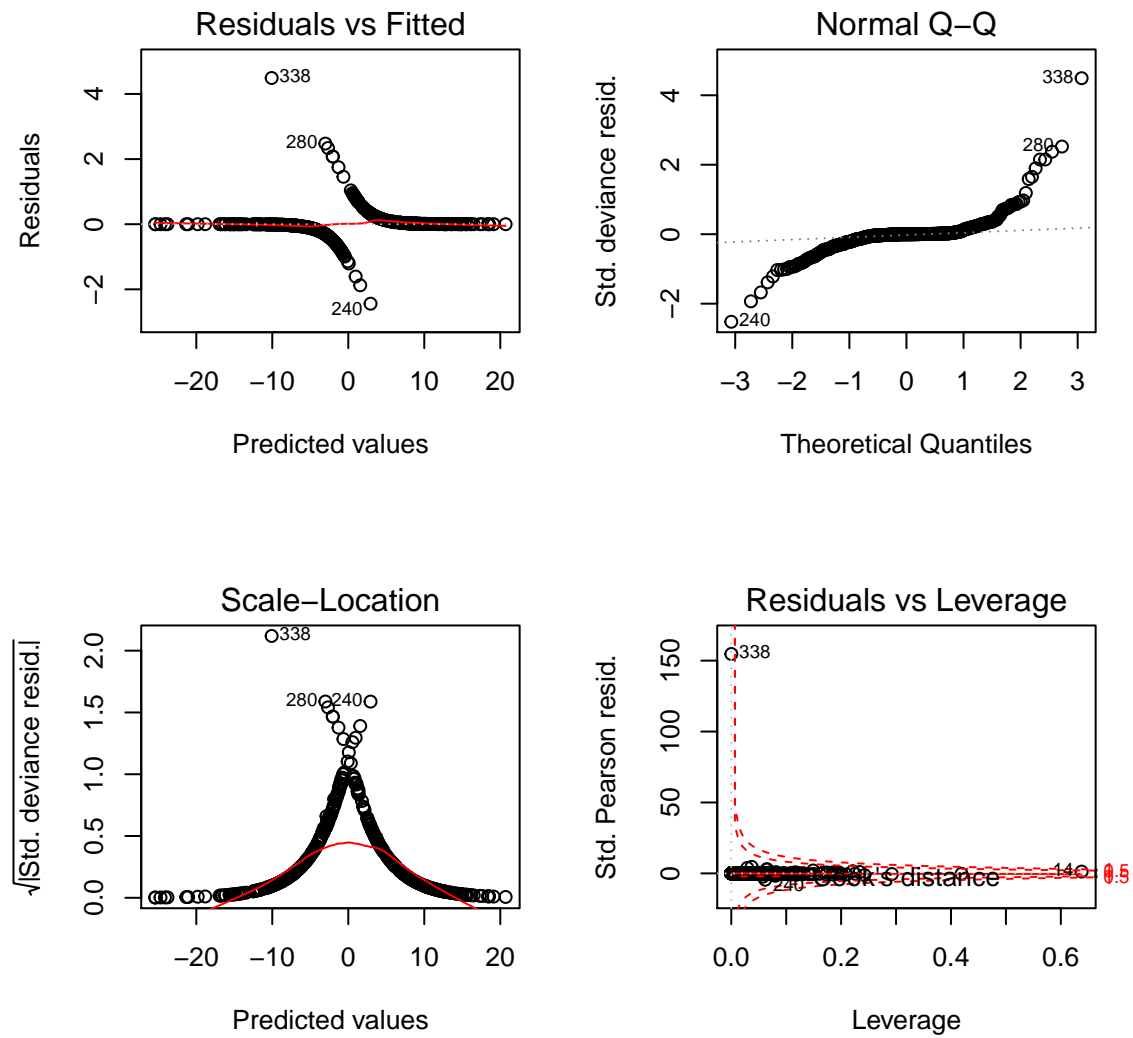 Residuals vs Fitted
Residuals
4
2
0
−2
338
280
240
−20 −10 0 10 20
Predicted values
Normal Q−Q
Std. deviance resid.
4
2
0
−2
338
280
240
−3 −2 −1 0 1 2 3
Theoretical Quantiles
Scale−Location
√|Std. deviance resid.|
2.0
1.5
1.0
0.5
0.0
338
280 240
−20 −10 0 10 20
Predicted values
Residuals vs Leverage
Std. Pearson resid.
150
100
50
0
338
14
240
Cook's distance
0.0 0.2 0.4 0.6
Leverage